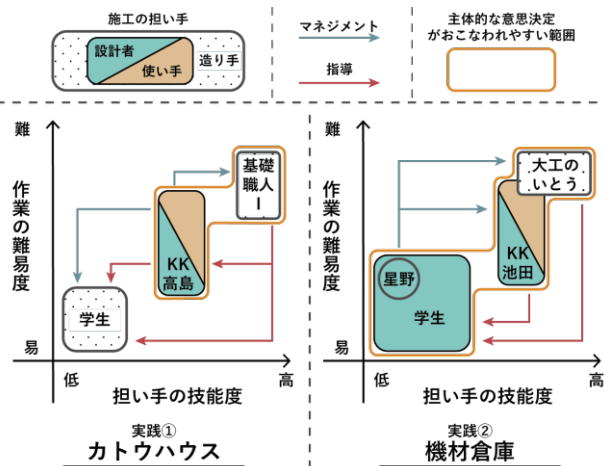 施工の担い手
設計者
使い手
造り手
マネジメント
指導
主体的な意思決定
がおこなわれやすい範囲
難
作業の難易度
易
低
担い手の技能度
高
基礎
職人
I
KK
高島
学生
実践①
カトウハウス
難
作業の難易度
易
低
担い手の技能度
高
大工の
いとう
KK
池田
星野
学生
実践②
機材倉庫